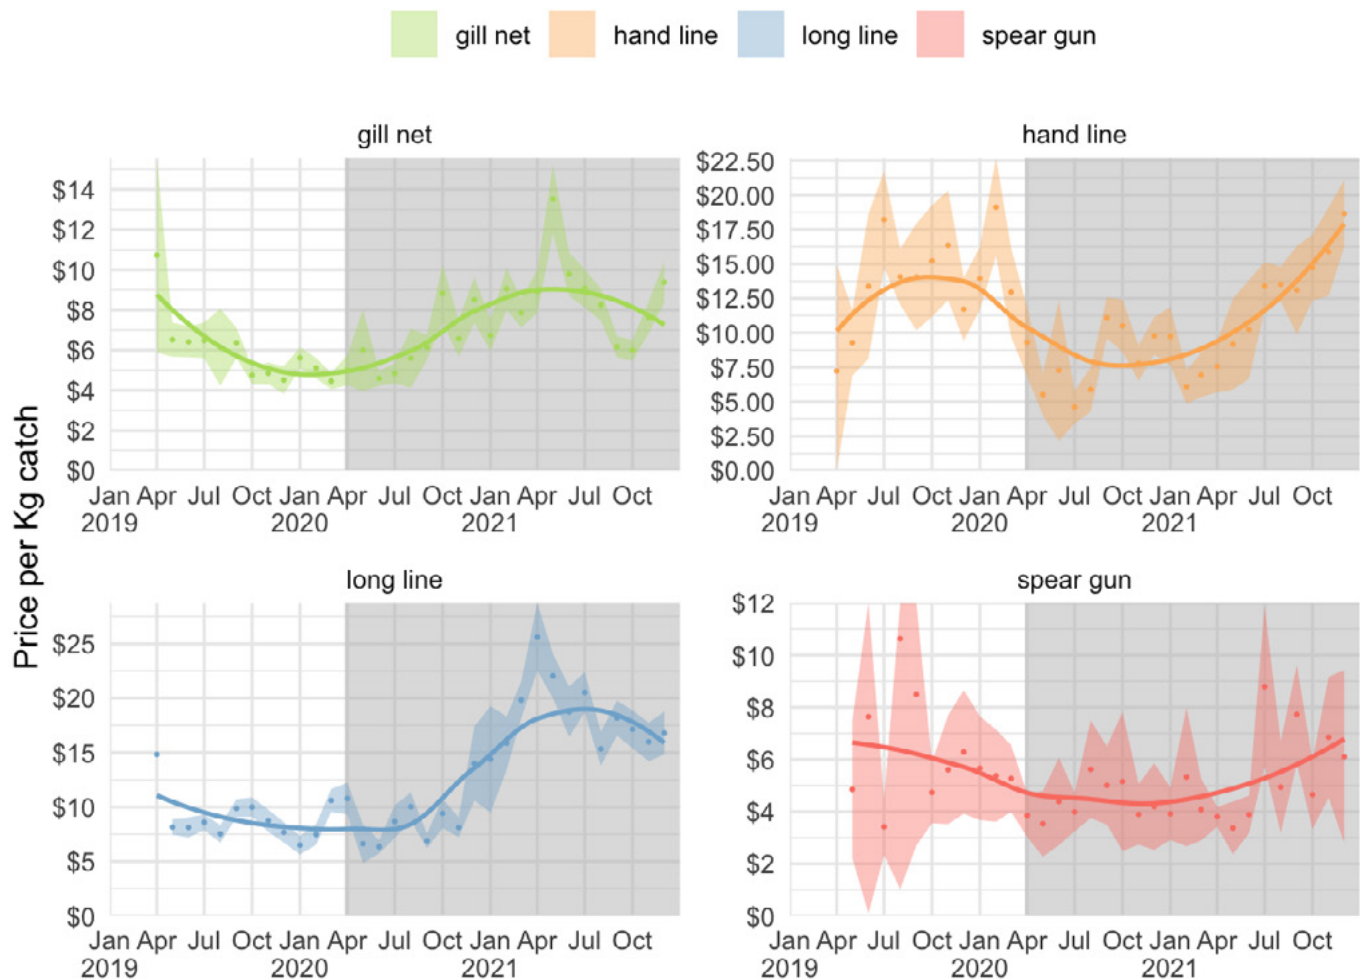 gill net hand line long line spear gun
gill net
$14
$12
$10
$8
$6
$4
$2
$0
Jan Apr Jul Oct Jan Apr Jul Oct Jan Apr Jul Oct
2019 2020 2021
hand line
$22.50
$20.00
$17.50
$15.00
$12.50
$10.00
$7.50
$5.00
$2.50
$0.00
Jan Apr Jul Oct Jan Apr Jul Oct Jan Apr Jul Oct
2019 2020 2021
Price per Kg catch
long line
$25
$20
$15
$10
$5
$0
Jan Apr Jul Oct Jan Apr Jul Oct Jan Apr Jul Oct
2019 2020 2021
spear gun
$12
$10
$8
$6
$4
$2
$0
Jan Apr Jul Oct Jan Apr Jul Oct Jan Apr Jul Oct
2019 2020 2021